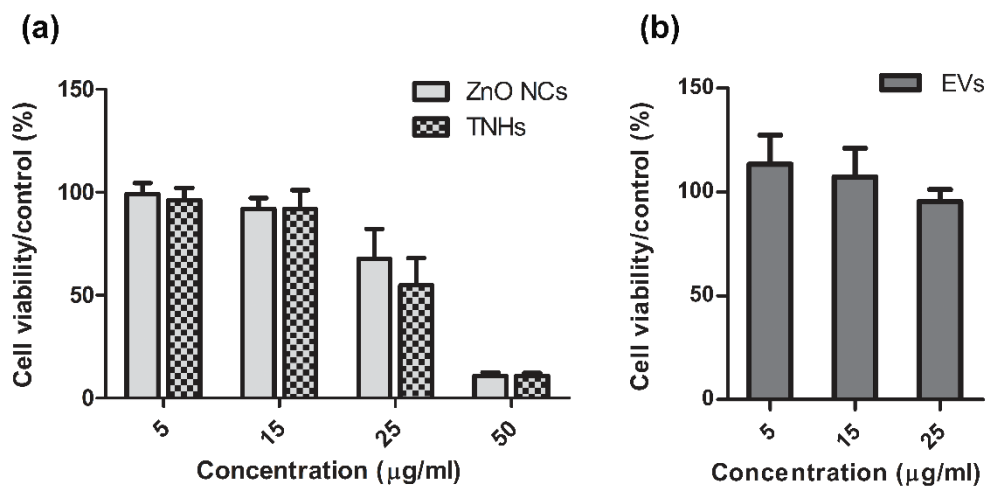 (a)
150
100
50
0
Cell viability/control (%)
ZnO NCs
TNHs
5
15
25
50
Concentration (μg/ml)
(b)
150
100
50
0
Cell viability/control (%)
EVs
5
15
25
Concentration (μg/ml)